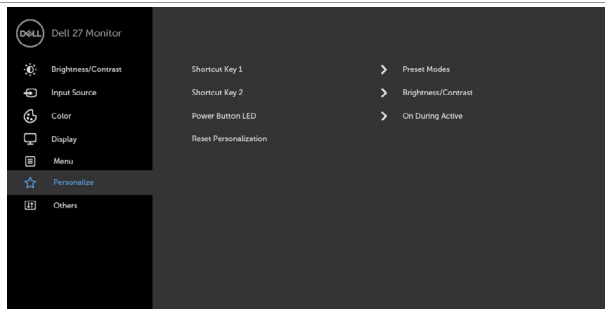 DELL Dell 27 Monitor
Brightness/Contrast Shortcut Key 1 Preset Modes
Input Source Shortcut Key 2 Brightness/Contrast
Color Power Button LED On During Active
Display Reset Personalization
Menu
Personalize
Others